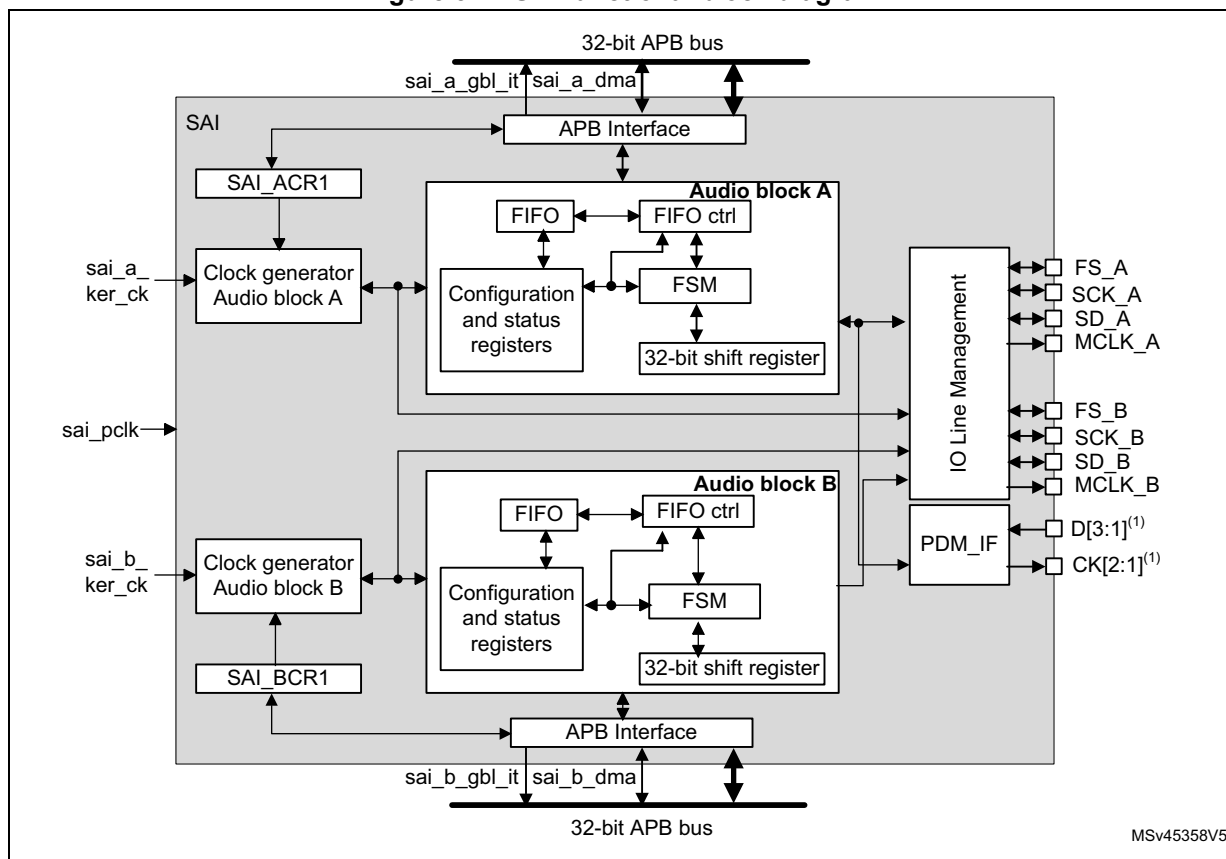 32-bit APB bus
sai_a_gbl_it sai_a_dma
SAI
APB Interface
SAI_ACR1
Audio block A
FIFO
FIFO ctrl
sai_a_
ker_ck
Clock generator
Audio block A
Configuration
and status
registers
FSM
32-bit shift register
IO Line Management
FS_A
SCK_A
SD_A
MCLK_A
sai_pclk
FS_B
SCK_B
SD_B
MCLK_B
Audio block B
FIFO
FIFO ctrl
PDM_IF
D[3:1](1)
CK[2:1](1)
sai_b_
ker_ck
Clock generator
Audio block B
Configuration
and status
registers
FSM
32-bit shift register
SAI_BCR1
APB Interface
sai_b_gbl_it sai_b_dma
32-bit APB bus
MSv45358V5